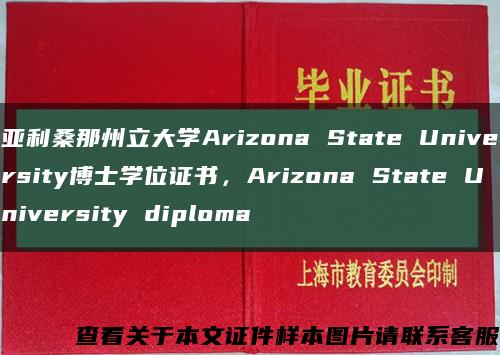 毕业证书
亚利桑那州立大学Arizona State Unive
rsity博士学位证书，Arizona State U
niversity diploma
上海市教育委员会印制
查看关于本文证件样本图片请联系客服